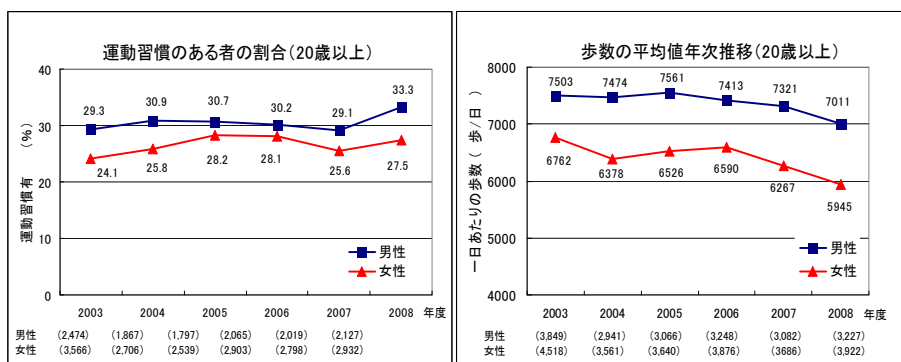 運動習慣のある者の割合(20歳以上)
運動習慣有 (%)
40
30
20
10
0
29.3
30.9
30.7
30.2
29.1
33.3
24.1
25.8
28.2
28.1
25.6
27.5
男性
女性
2003 2004 2005 2006 2007 2008 年度
男性 (2,474) (1,867) (1,797) (2,065) (2,019) (2,127)
女性 (3,566) (2,706) (2,539) (2,903) (2,798) (2,932)
歩数の平均値年次推移(20歳以上)
一日あたりの歩数( 歩/日 )
8000
7000
6000
5000
4000
7503
7474
7561
7413
7321
7011
6762
6378
6526
6590
6267
5945
男性
女性
2003 2004 2005 2006 2007 2008 年度
男性 (3,849) (2,941) (3,066) (3,248) (3,082) (3,227)
女性 (4,518) (3,561) (3,640) (3,876) (3686) (3,922)